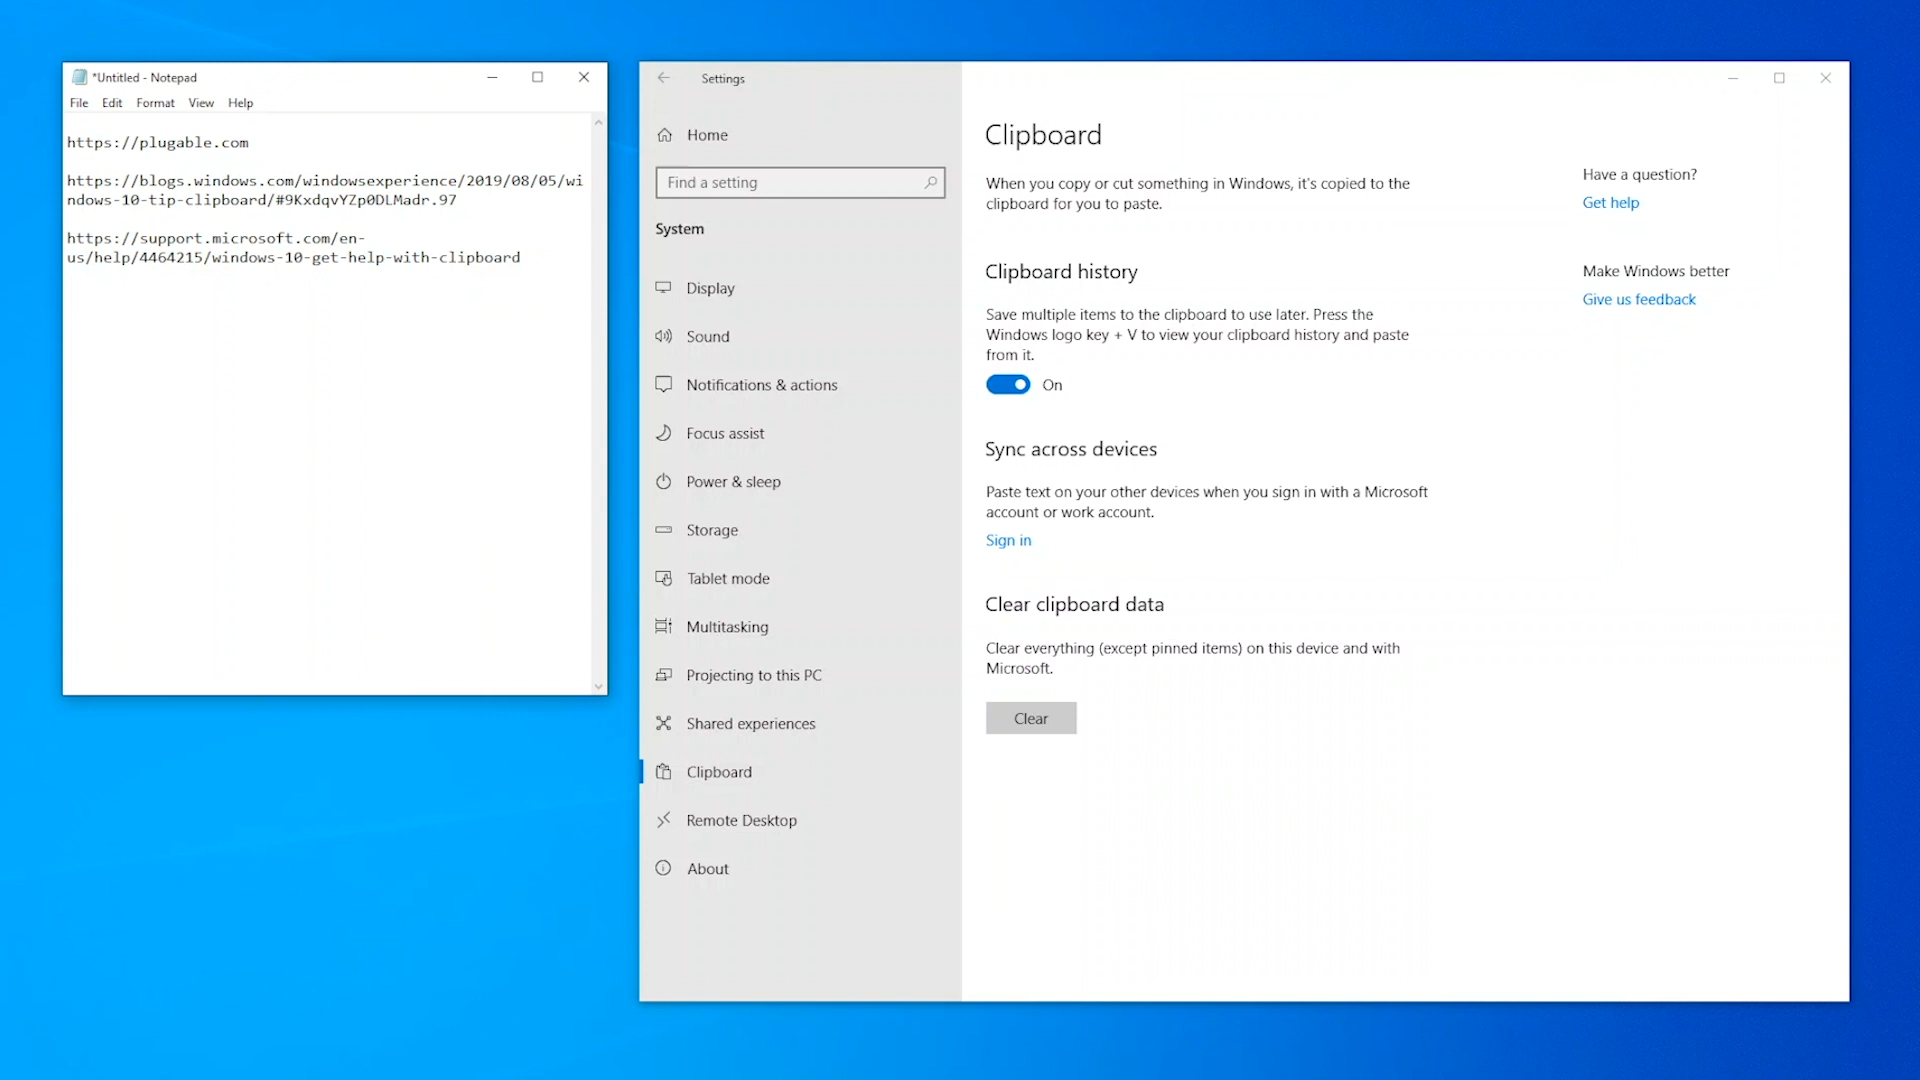 *Untitled - Notepad
File Edit Format View Help
https://plugable.com
https://blogs.windows.com/windowsexperience/2019/08/05/wi
ndows-10-tip-clipboard/#9KxdqvYZp0DLMadr.97
https://support.microsoft.com/en-
us/help/4464215/windows-10-get-help-with-clipboard
Settings
Home
Find a setting
System
Display
Sound
Notifications & actions
Focus assist
Power & sleep
Storage
Tablet mode
Multitasking
Projecting to this PC
Shared experiences
Clipboard
Remote Desktop
About
Clipboard
When you copy or cut something in Windows, it's copied to the
clipboard for you to paste.
Clipboard history
Save multiple items to the clipboard to use later. Press the
Windows logo key + V to view your clipboard history and paste
from it.
On
Sync across devices
Paste text on your other devices when you sign in with a Microsoft
account or work account.
Sign in
Clear clipboard data
Clear everything (except pinned items) on this device and with
Microsoft.
Clear
Have a question?
Get help
Make Windows better
Give us feedback